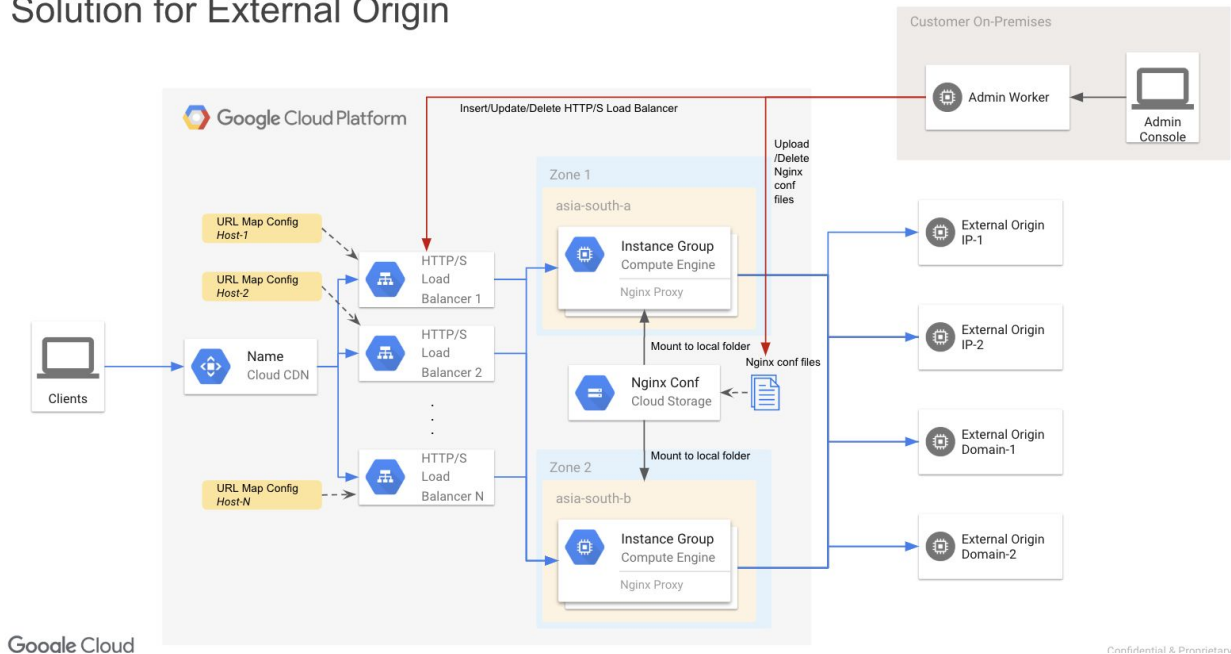 Solution for External Origin
Customer On-Premises
Admin Worker
Admin
Console
Google Cloud Platform
Insert/Update/Delete HTTP/S Load Balancer
Upload
/Delete
Nginx
conf
files
Zone 1
asia-south-a
Instance Group
Compute Engine
Nginx Proxy
URL Map Config
Host-1
HTTP/S
Load
Balancer 1
URL Map Config
Host-2
HTTP/S
Load
Balancer 2
.
.
.
URL Map Config
Host-N
HTTP/S
Load
Balancer N
Clients
Name
Cloud CDN
Mount to local folder
Nginx conf files
Nginx Conf
Cloud Storage
Mount to local folder
Zone 2
asia-south-b
Instance Group
Compute Engine
Nginx Proxy
External Origin
IP-1
External Origin
IP-2
External Origin
Domain-1
External Origin
Domain-2
Google Cloud
Confidential & Proprietary